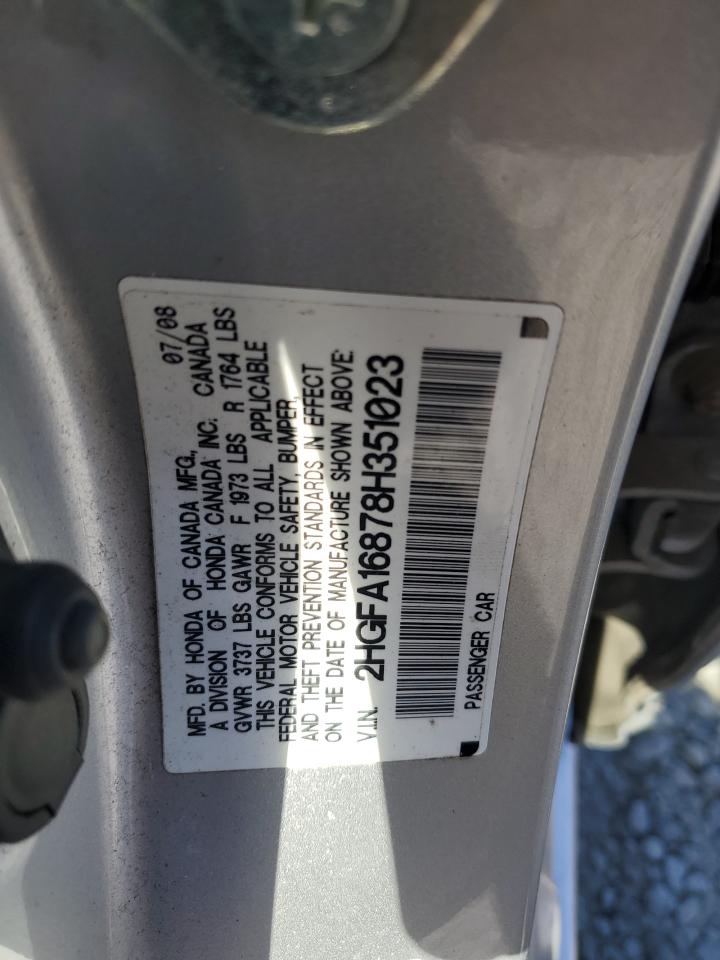 MFD. BY HONDA OF CANADA MFG., 07/08
A DIVISION OF HONDA CANADA INC. CANADA
GVWR 3737 LBS GAWR F 1973 LBS R 1764 LBS
THIS VEHICLE CONFORMS TO ALL APPLICABLE
FEDERAL MOTOR VEHICLE SAFETY, BUMPER,
AND THEFT PREVENTION STANDARDS IN EFFECT
ON THE DATE OF MANUFACTURE SHOWN ABOVE.
V.I.N. 2HGFA16878H351023
PASSENGER CAR